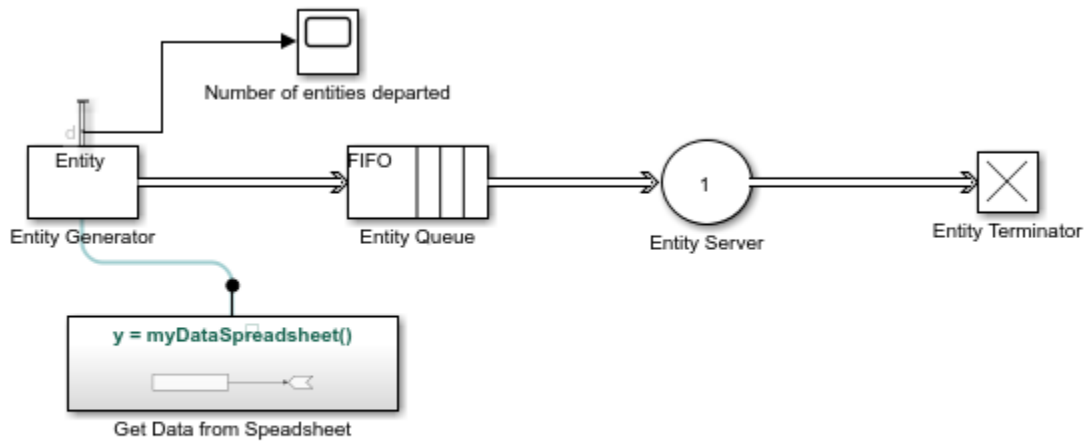 Number of entities departed
d
Entity
FIFO
1
Entity Generator
Entity Queue
Entity Server
Entity Terminator
y = myDataSpreadsheet()
Get Data from Speadsheet